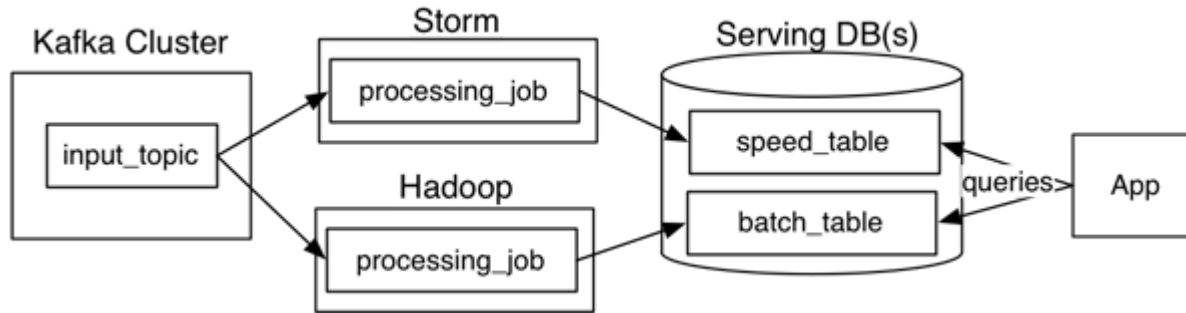 Kafka Cluster
input_topic
Storm
processing_job
Hadoop
processing_job
Serving DB(s)
speed_table
batch_table
queries
App